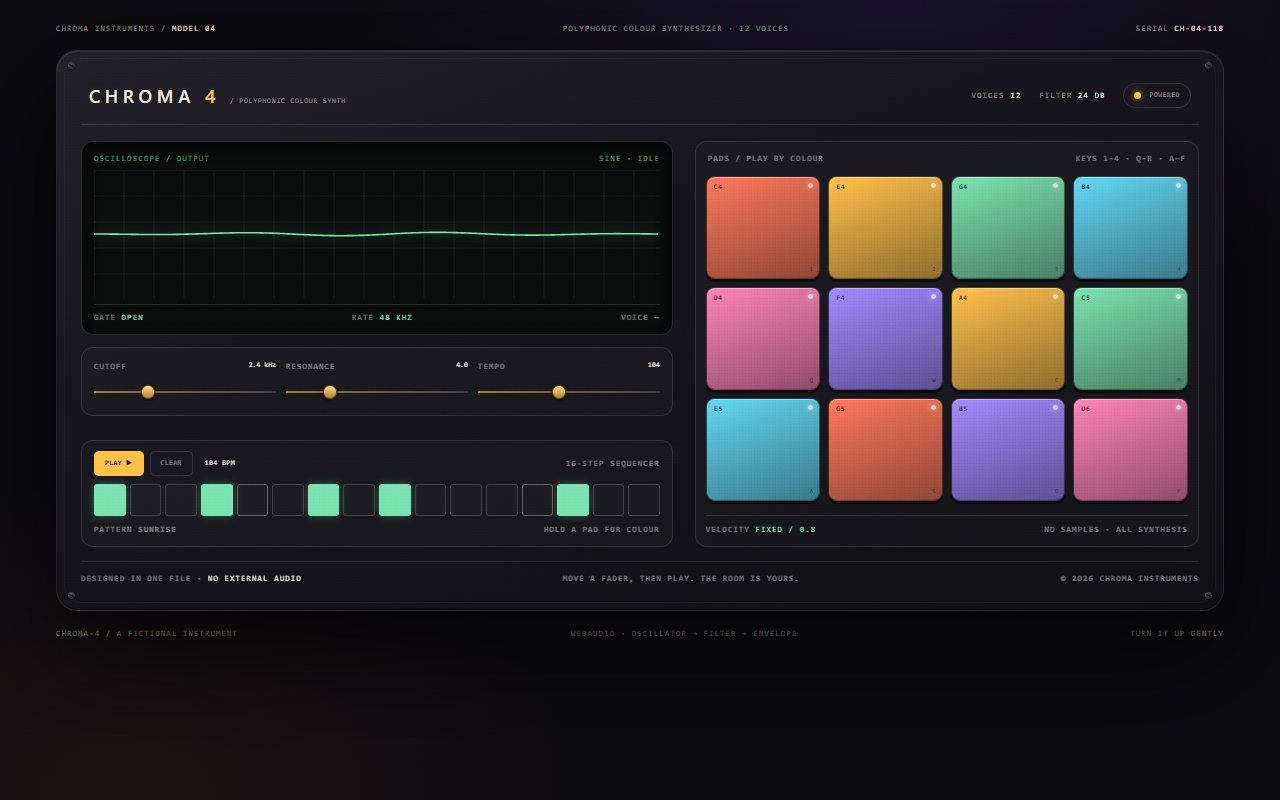 CHROMA INSTRUMENTS / MODEL 04
POLYPHONIC COLOUR SYNTHESIZER · 12 VOICES
SERIAL CH-04-118
CHROMA 4 / POLYPHONIC COLOUR SYNTH
VOICES 12
FILTER 24 DB
POWERED
OSCILLOSCOPE / OUTPUT
SINE · IDLE
GATE OPEN
RATE 48 KHZ
VOICE —
CUTOFF 2.4 kHz
RESONANCE 4.0
TEMPO 104
PLAY ▶
CLEAR
104 BPM
16-STEP SEQUENCER
PATTERN SUNRISE
HOLD A PAD FOR COLOUR
PADS / PLAY BY COLOUR
KEYS 1–4 · Q–R · A–F
C4
E4
G4
B4
1
2
3
4
D4
F4
A4
C5
Q
W
E
R
E5
G5
B5
D6
A
S
D
F
VELOCITY FIXED / 0.8
NO SAMPLES · ALL SYNTHESIS
DESIGNED IN ONE FILE · NO EXTERNAL AUDIO
MOVE A FADER, THEN PLAY. THE ROOM IS YOURS.
© 2026 CHROMA INSTRUMENTS
CHROMA-4 / A FICTIONAL INSTRUMENT
WEBAUDIO · OSCILLATOR → FILTER → ENVELOPE
TURN IT UP GENTLY